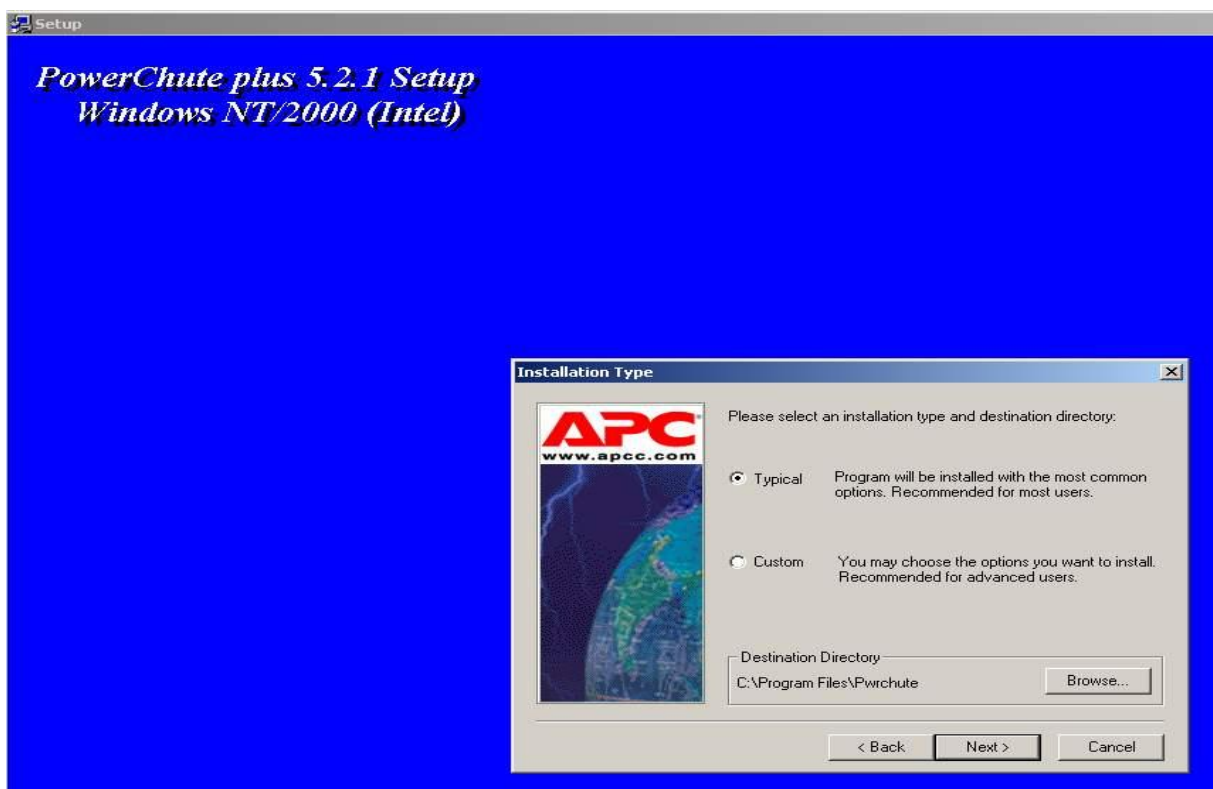 Setup
PowerChute plus 5.2.1 Setup
Windows NT/2000 (Intel)
Installation Type
APC
www.apcc.com
Please select an installation type and destination directory:
Typical
Program will be installed with the most common
options. Recommended for most users.
Custom
You may choose the options you want to install.
Recommended for advanced users.
Destination Directory
C:\Program Files\Pwrchute
Browse...
< Back
Next >
Cancel